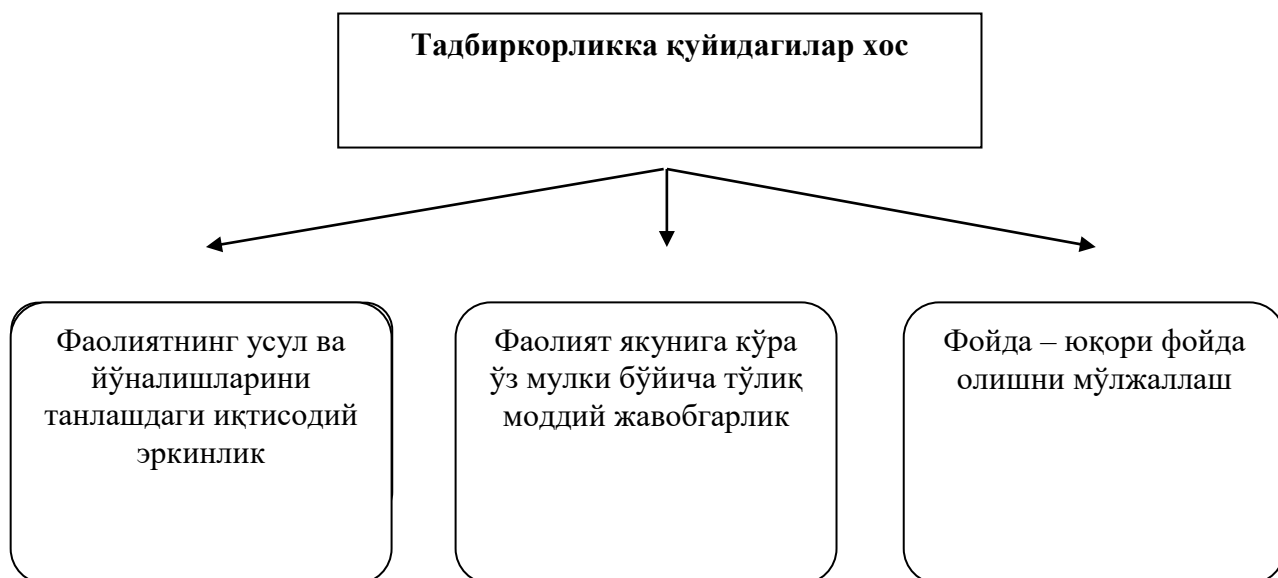 Тадбиркорликка қуйидагилар хос
Фаолиятнинг усул ва
йўналишларини
танлашдаги иқтисодий
эркинлик
Фаолият якунига кўра
ўз мулки бўйича тўлиқ
моддий жавобгарлик
Фойда – юқори фойда
олишни мўлжаллаш